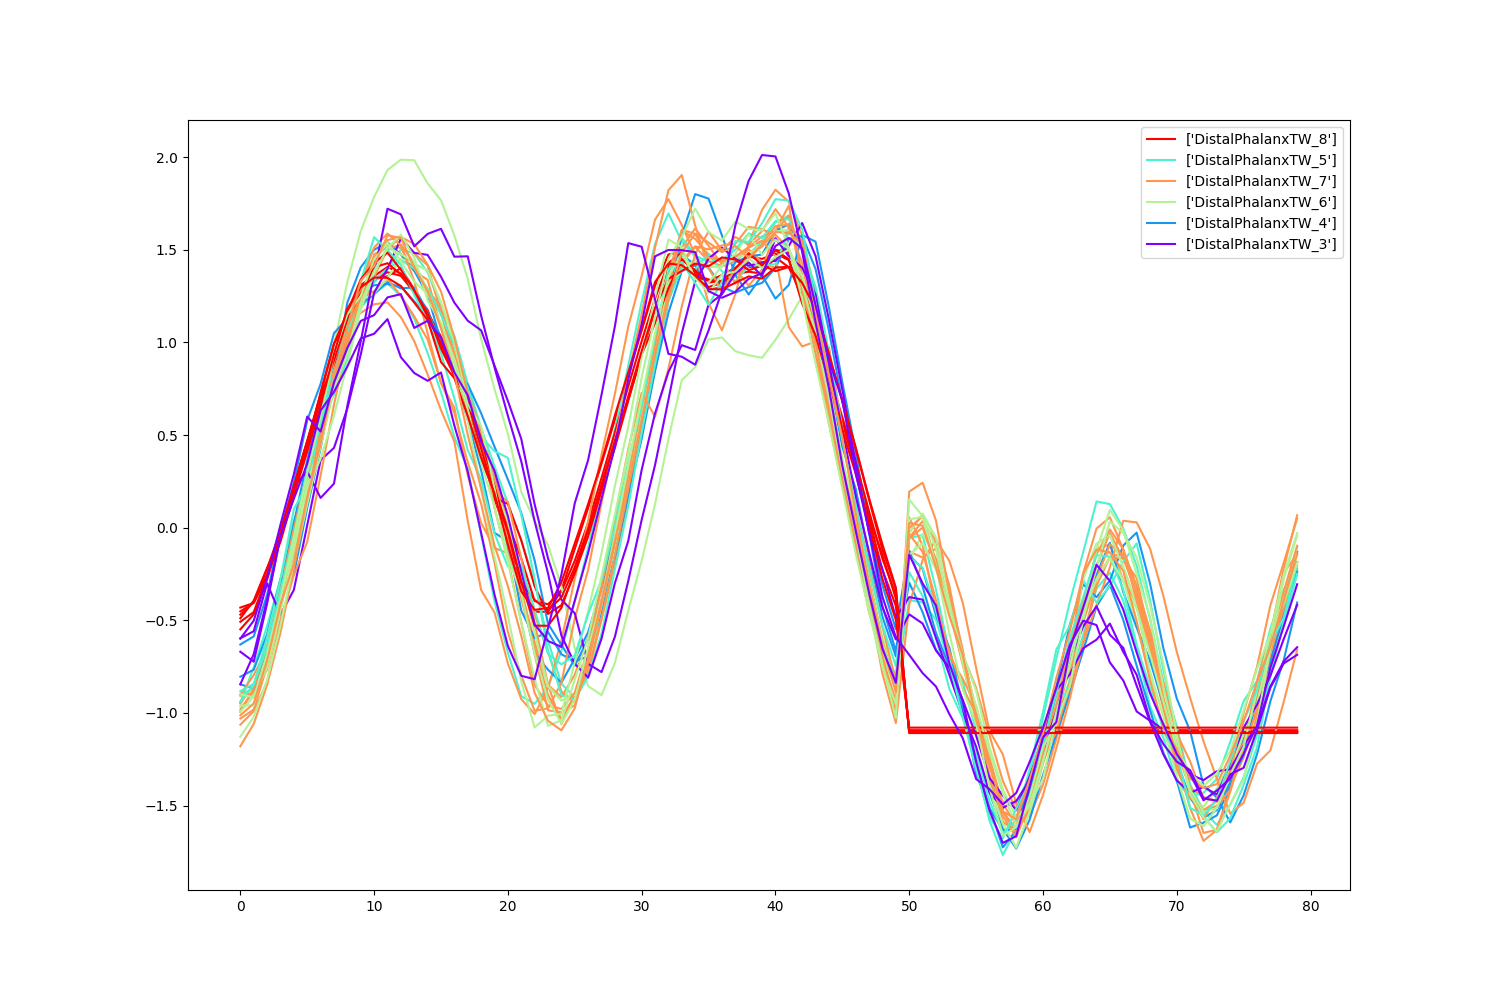 ['DistalPhalanxTW_8']
['DistalPhalanxTW_5']
['DistalPhalanxTW_7']
['DistalPhalanxTW_6']
['DistalPhalanxTW_4']
['DistalPhalanxTW_3']
2.0
1.5
1.0
0.5
0.0
−0.5
−1.0
−1.5
0 10 20 30 40 50 60 70 80